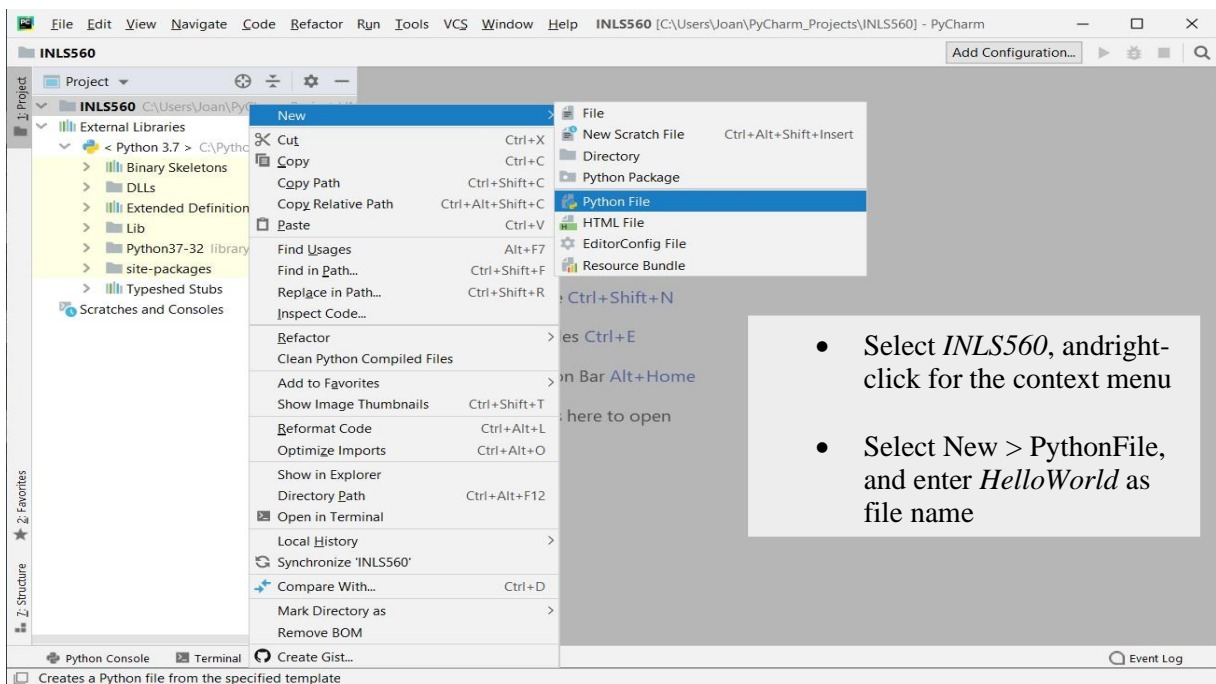 File Edit View Navigate Code Refactor Run Tools VCS Window Help INLS560 [C:\Users\Joan\PyCharm_Projects\INLS560] - PyCharm
INLS560
Add Configuration...
1: Project
Project
INLS560 C:\Users\Joan\PyCharm
External Libraries
< Python 3.7 > C:\Pytho
Binary Skeletons
DLLs
Extended Definition
Lib
Python37-32 library
site-packages
Typeshed Stubs
Scratches and Consoles
New
Cut Ctrl+X
Copy Ctrl+C
Copy Path Ctrl+Shift+C
Copy Relative Path Ctrl+Alt+Shift+C
Paste Ctrl+V
Find Usages Alt+F7
Find in Path... Ctrl+Shift+F
Replace in Path... Ctrl+Shift+R
Inspect Code...
Refactor
Clean Python Compiled Files
Add to Favorites
Show Image Thumbnails Ctrl+Shift+T
Reformat Code Ctrl+Alt+L
Optimize Imports Ctrl+Alt+O
Show in Explorer
Directory Path Ctrl+Alt+F12
Open in Terminal
Local History
Synchronize 'INLS560'
Compare With... Ctrl+D
Mark Directory as
Remove BOM
Create Gist...
File
New Scratch File Ctrl+Alt+Shift+Insert
Directory
Python Package
Python File
HTML File
EditorConfig File
Resource Bundle
Ctrl+Shift+N
es Ctrl+E
on Bar Alt+Home
here to open
• Select INLS560, andright-
click for the context menu
• Select New > PythonFile,
and enter HelloWorld as
file name
2: Favorites
7: Structure
Python Console Terminal
Event Log
Creates a Python file from the specified template